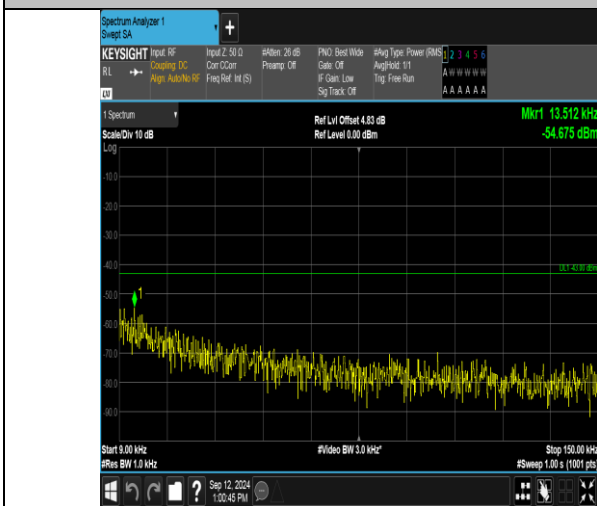 Spectrum Analyzer 1
Swept SA
+
KEYSIGHT
RL
Input: RF
Coupling: DC
Align: Auto/No RF
Input Z: 50 Ω
Corr CCorr
Freq Ref: Int (S)
#Atten: 26 dB
Preamp: Off
PNO: Best Wide
Gate: Off
IF Gain: Low
Sig Track: Off
#Avg Type: Power (RMS
Avg|Hold: 1/1
Trig: Free Run
1 2 3 4 5 6
A W W W W W
A A A A A A
1 Spectrum
Scale/Div 10 dB
Log
Ref Lvl Offset 4.83 dB
Ref Level 0.00 dBm
Mkr1 13.512 kHz
-54.675 dBm
-10.0
-20.0
-30.0
-40.0
DL1 -43.00 dBm
-50.0
1
-60.0
-70.0
-80.0
-90.0
Start 9.00 kHz
#Res BW 1.0 kHz
#Video BW 3.0 kHz*
Stop 150.00 kHz
#Sweep 1.00 s (1001 pts)
?
Sep 12, 2024
1:00:45 PM